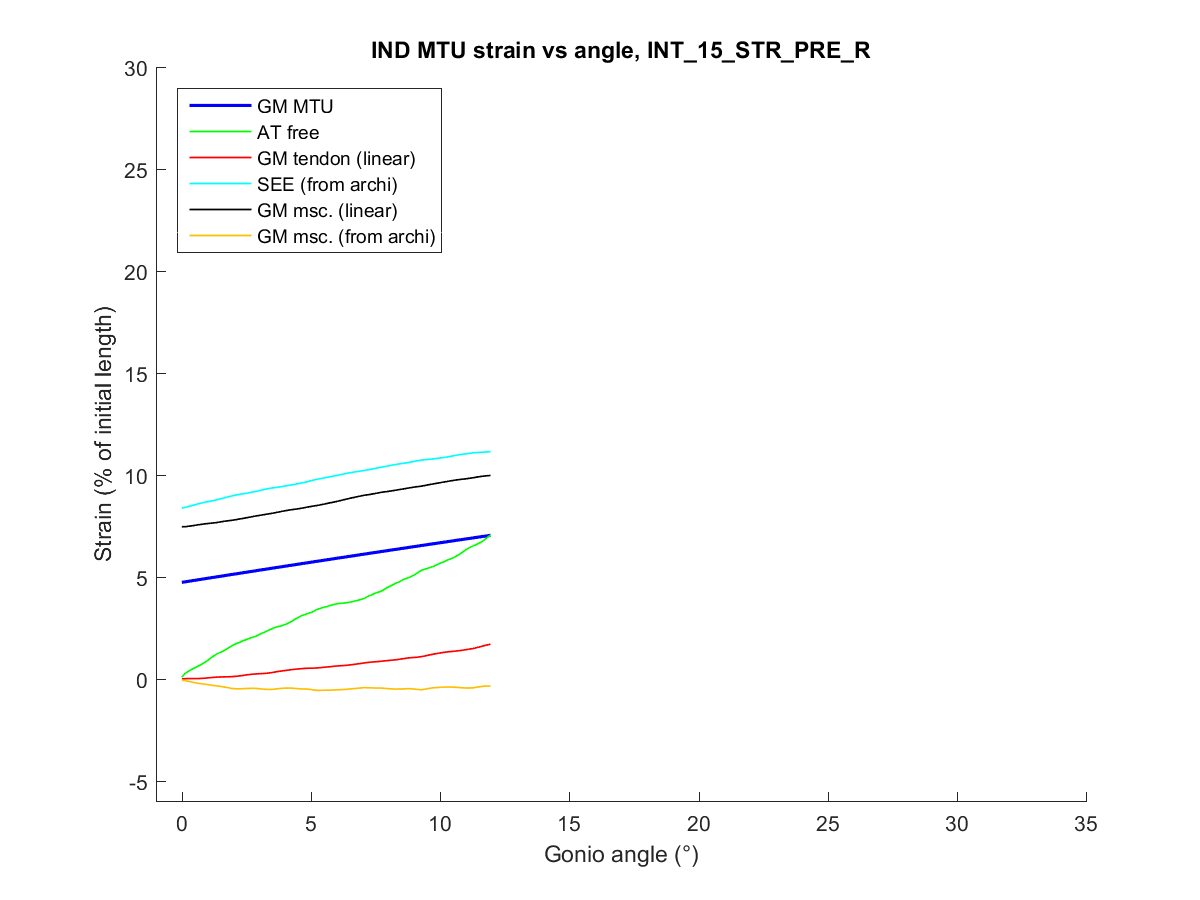 IND MTU strain vs angle, INT_15_STR_PRE_R
30
25
20
15
10
5
0
-5
Strain (% of initial length)
GM MTU
AT free
GM tendon (linear)
SEE (from archi)
GM msc. (linear)
GM msc. (from archi)
0 5 10 15 20 25 30 35
Gonio angle (°)